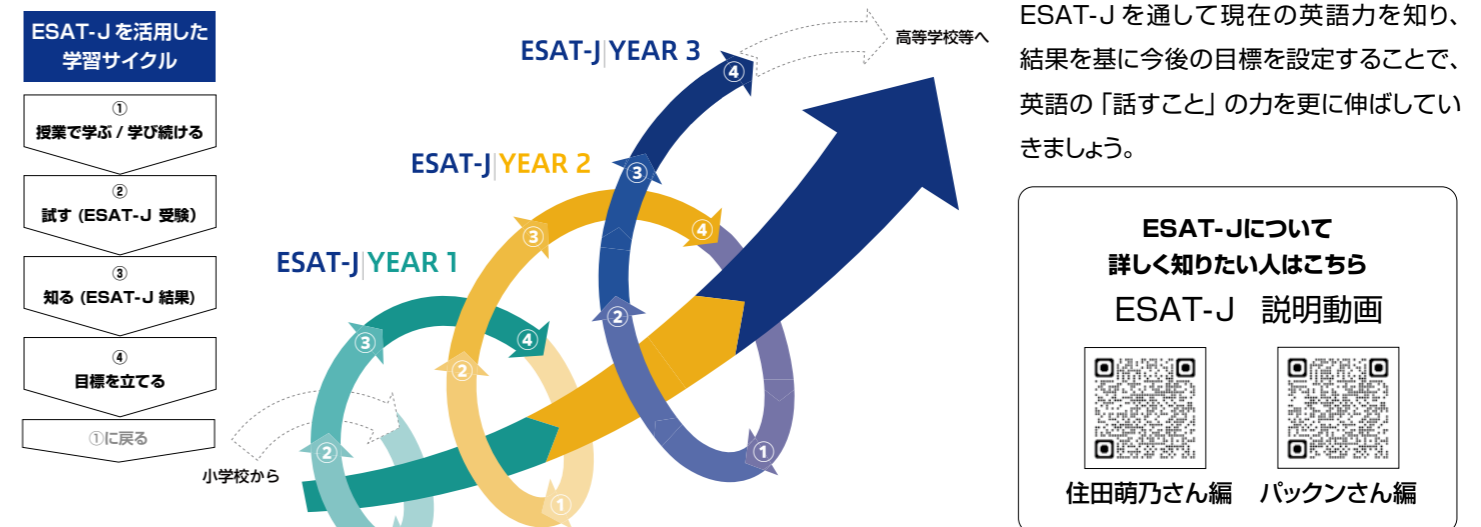 ESAT-Jを活用した
学習サイクル
①
授業で学ぶ / 学び続ける
②
試す (ESAT-J 受験)
③
知る (ESAT-J 結果)
④
目標を立てる
①に戻る
小学校から
ESAT-J|YEAR 1
②
③
④
ESAT-J|YEAR 2
①
②
③
④
ESAT-J|YEAR 3
①
②
③
④
高等学校等へ
ESAT-Jを通して現在の英語力を知り、
結果を基に今後の目標を設定することで、
英語の「話すこと」の力を更に伸ばしてい
きましょう。
ESAT-Jについて
詳しく知りたい人はこちら
ESAT-J 説明動画
住田萌乃さん編
パックンさん編